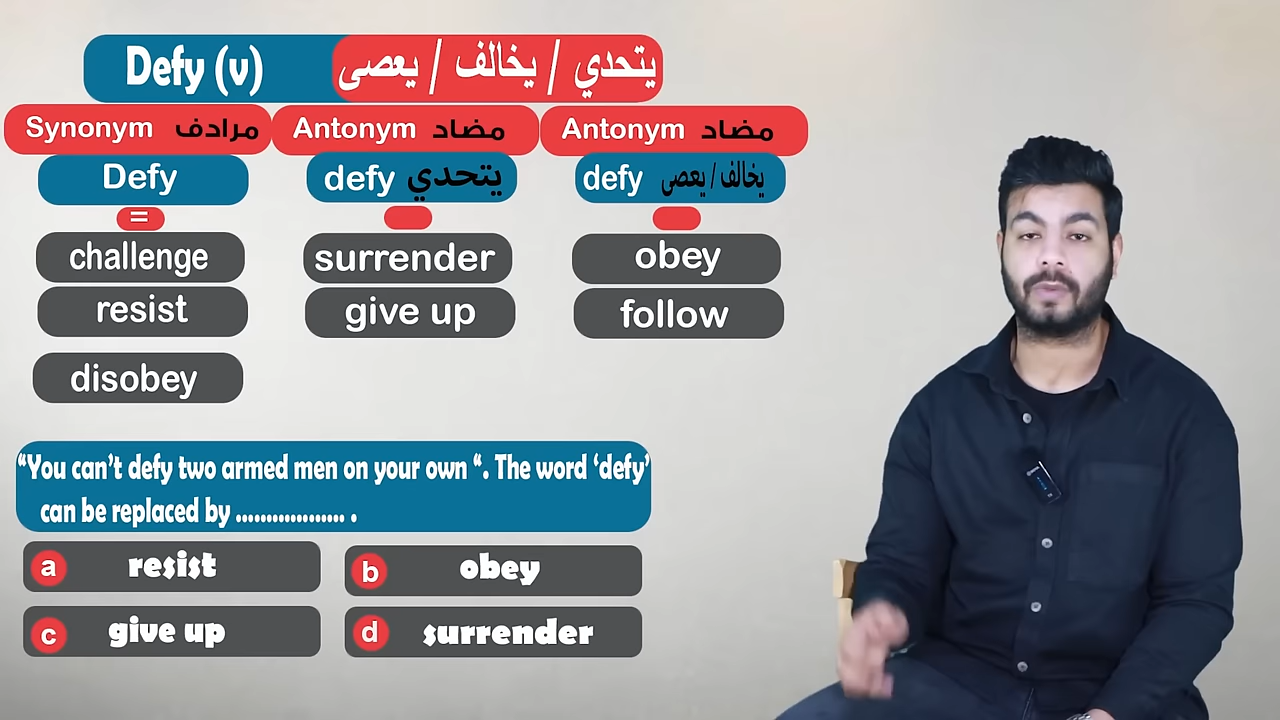 Defy (v) يتحدي / يخالف / يعصى
Synonym مرادف
Defy
=
challenge
resist
disobey
Antonym مضاد
defy يتحدي
surrender
give up
Antonym مضاد
defy يخالف / يعصى
obey
follow
“You can’t defy two armed men on your own “. The word ‘defy’
can be replaced by .................. .
a resist
b obey
c give up
d surrender